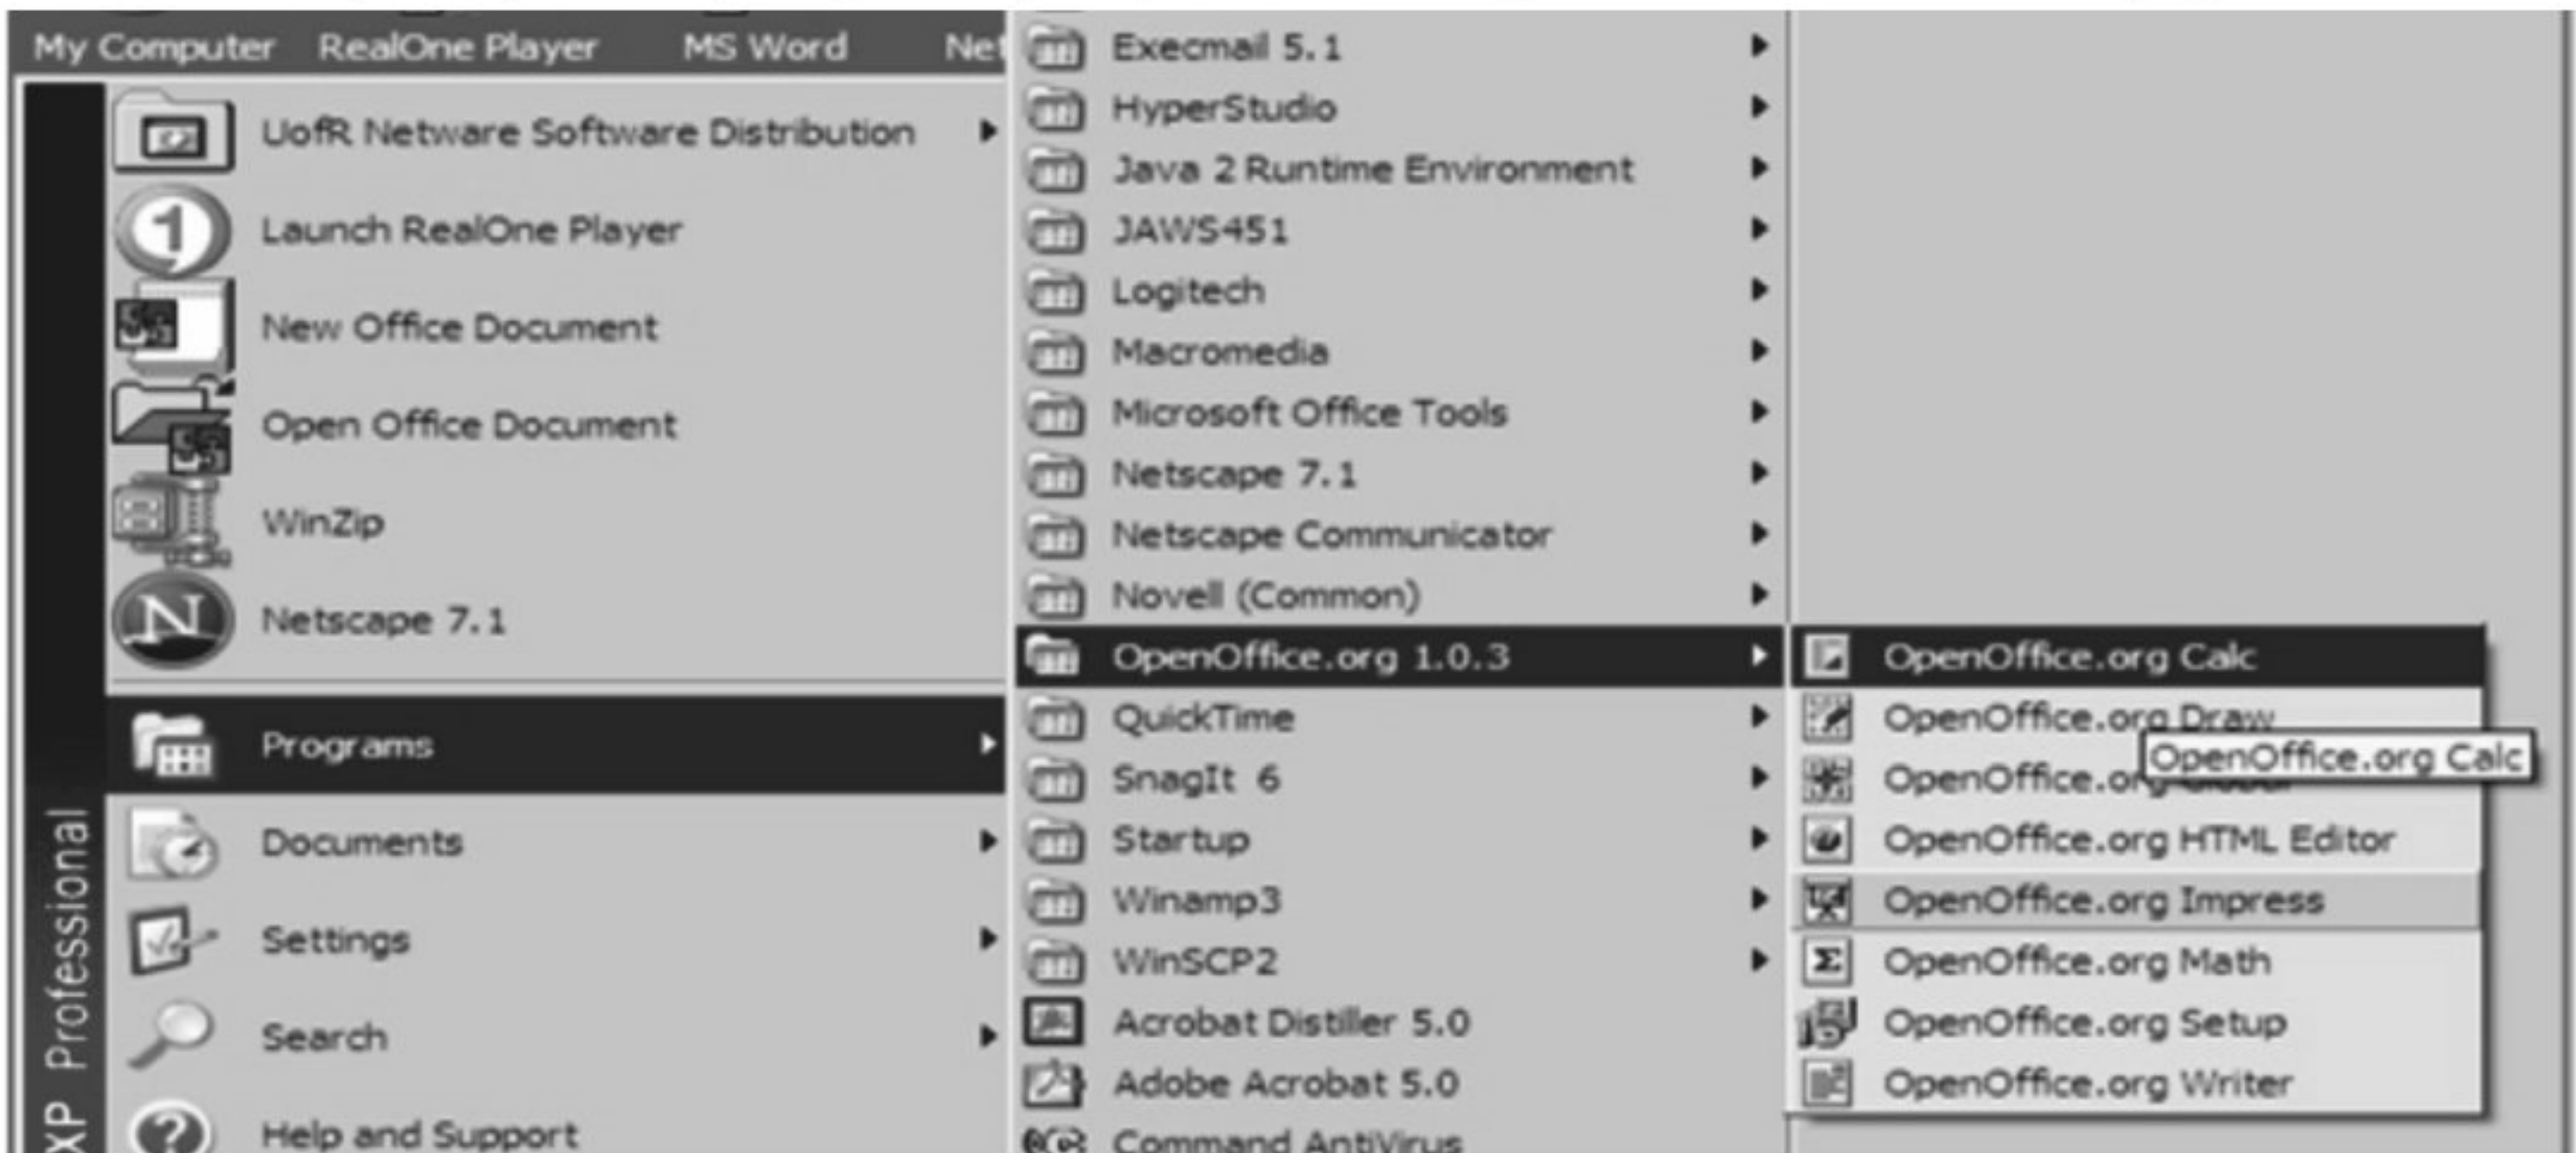 My Computer RealOne Player MS Word Net
UofR Netware Software Distribution
Launch RealOne Player
New Office Document
Open Office Document
WinZip
Netscape 7.1
Programs
Documents
Settings
Search
Help and Support
XP Professional
Execmail 5.1
HyperStudio
Java 2 Runtime Environment
JAWS451
Logitech
Macromedia
Microsoft Office Tools
Netscape 7.1
Netscape Communicator
Novell (Common)
OpenOffice.org 1.0.3
QuickTime
SnagIt 6
Startup
Winamp3
WinSCP2
Acrobat Distiller 5.0
Adobe Acrobat 5.0
Command AntiVirus
OpenOffice.org Calc
OpenOffice.org Draw
OpenOffice.org Calc
OpenOffice.org
OpenOffice.org HTML Editor
OpenOffice.org Impress
OpenOffice.org Math
OpenOffice.org Setup
OpenOffice.org Writer